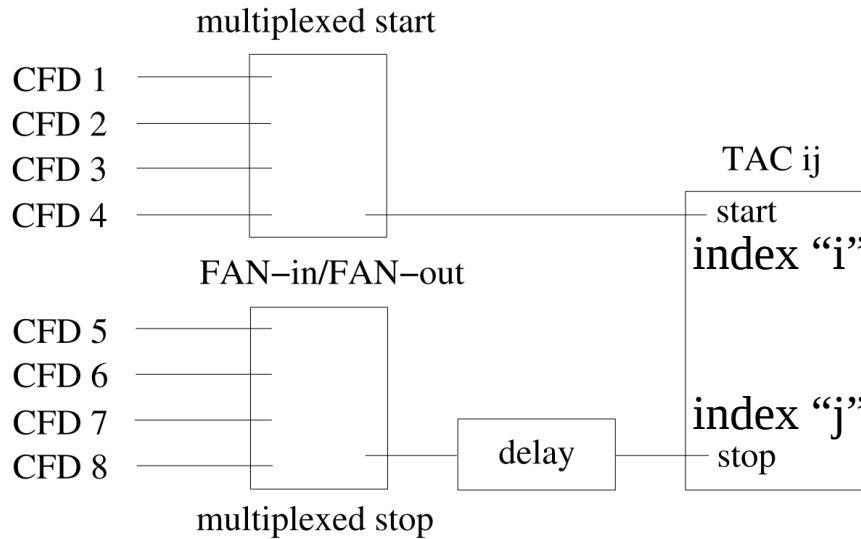 multiplexed start
CFD 1
CFD 2
CFD 3
CFD 4
TAC ij
start
index “i”
FAN−in/FAN−out
CFD 5
CFD 6
CFD 7
CFD 8
delay
index “j”
stop
multiplexed stop